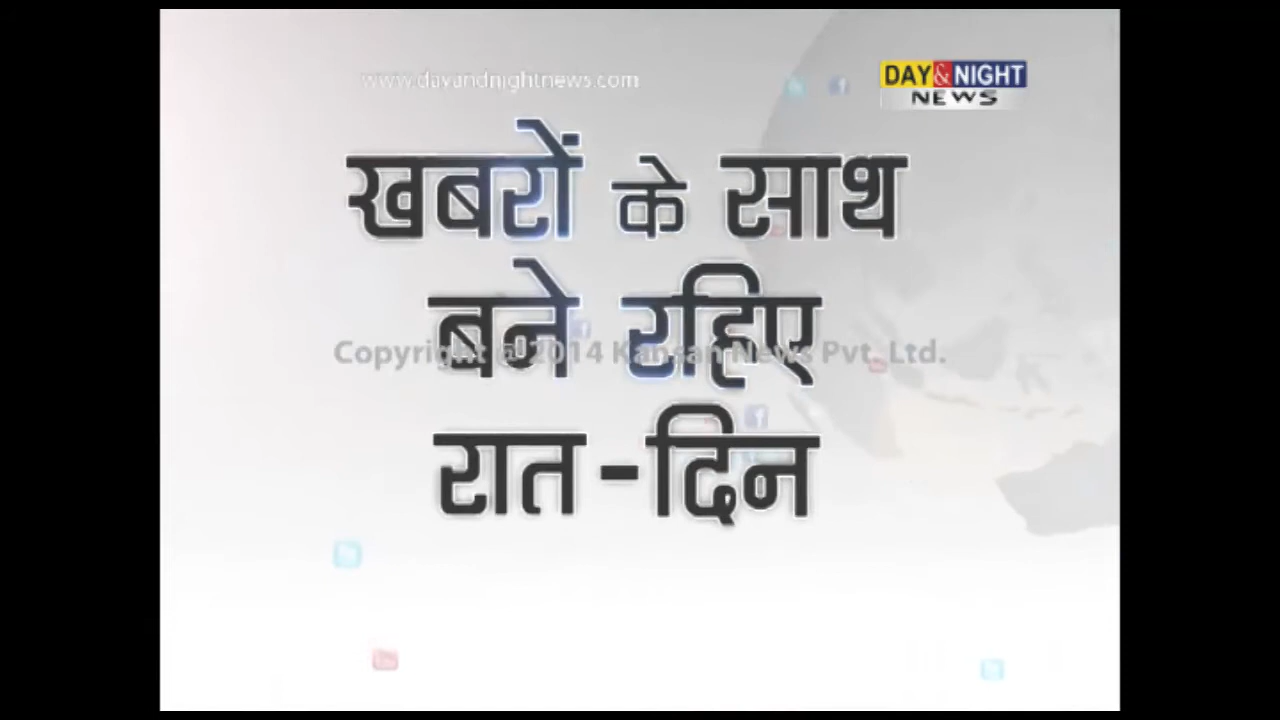 www.dayandnightnews.com
DAY & NIGHT
NEWS
खबरों के साथ
बने रहिए
Copyright @ 2014 Kansan News Pvt. Ltd.
रात - दिन